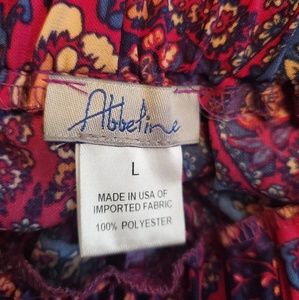 Abbeline
L
MADE IN USA OF
IMPORTED FABRIC
100% POLYESTER